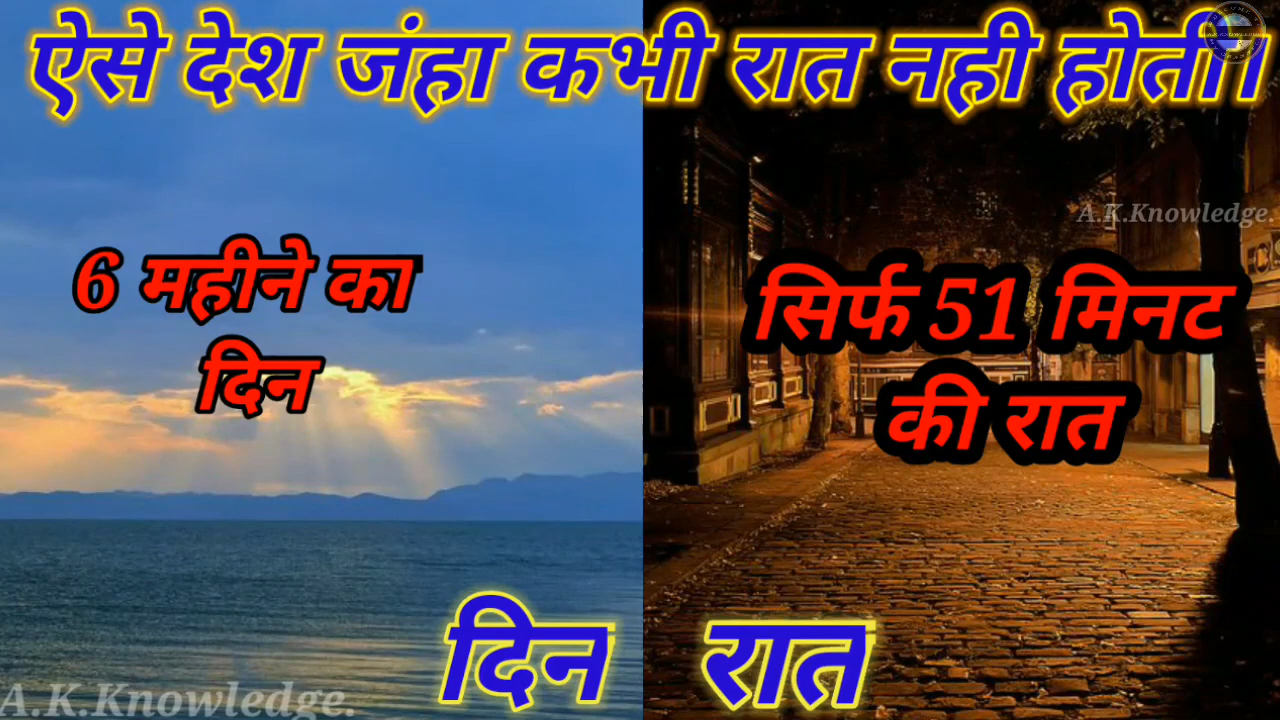 ऐसे देश जंहा कभी रात नही होती।
A.K.Knowledge.
6 महीने का
दिन
सिर्फ 51 मिनट
की रात
दिन रात
A.K.Knowledge.